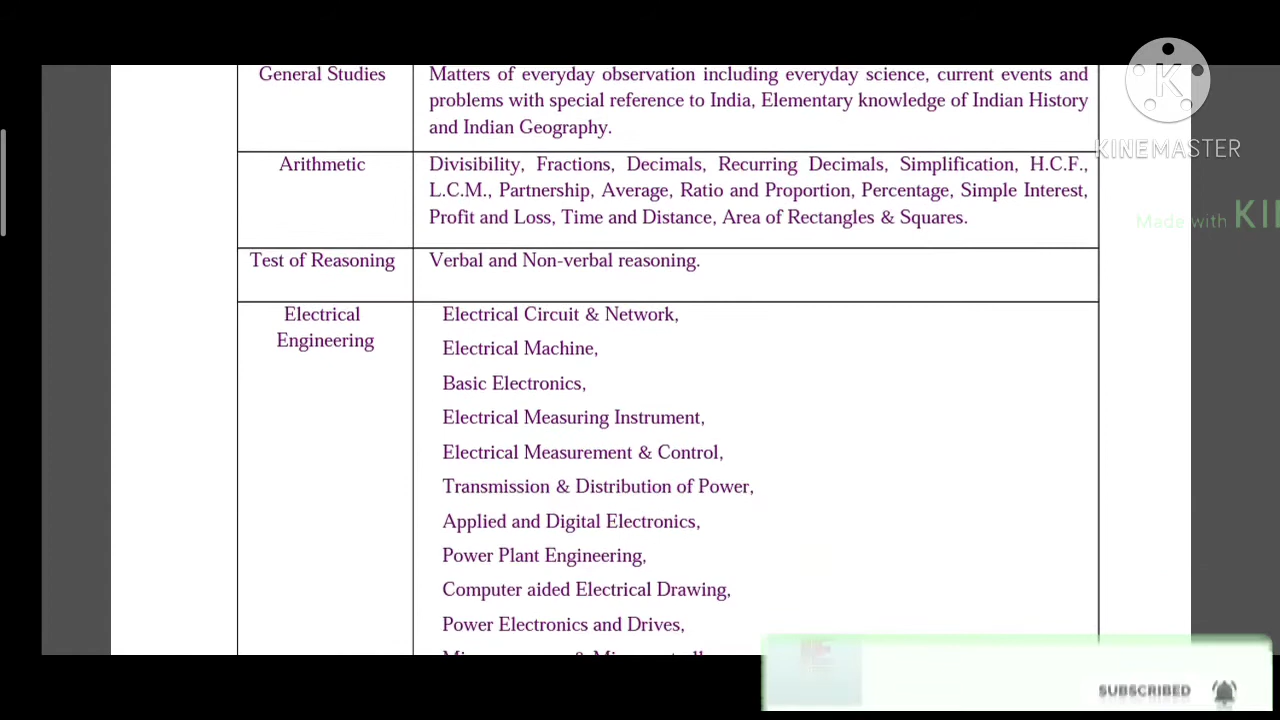 General Studies
Matters of everyday observation including everyday science, current events and
problems with special reference to India, Elementary knowledge of Indian History
and Indian Geography.
Arithmetic
Divisibility, Fractions, Decimals, Recurring Decimals, Simplification, H.C.F.,
L.C.M., Partnership, Average, Ratio and Proportion, Percentage, Simple Interest,
Profit and Loss, Time and Distance, Area of Rectangles & Squares.
Test of Reasoning
Verbal and Non-verbal reasoning.
Electrical
Engineering
Electrical Circuit & Network,
Electrical Machine,
Basic Electronics,
Electrical Measuring Instrument,
Electrical Measurement & Control,
Transmission & Distribution of Power,
Applied and Digital Electronics,
Power Plant Engineering,
Computer aided Electrical Drawing,
Power Electronics and Drives,
K
KINEMASTER
Made with
SUBSCRIBED